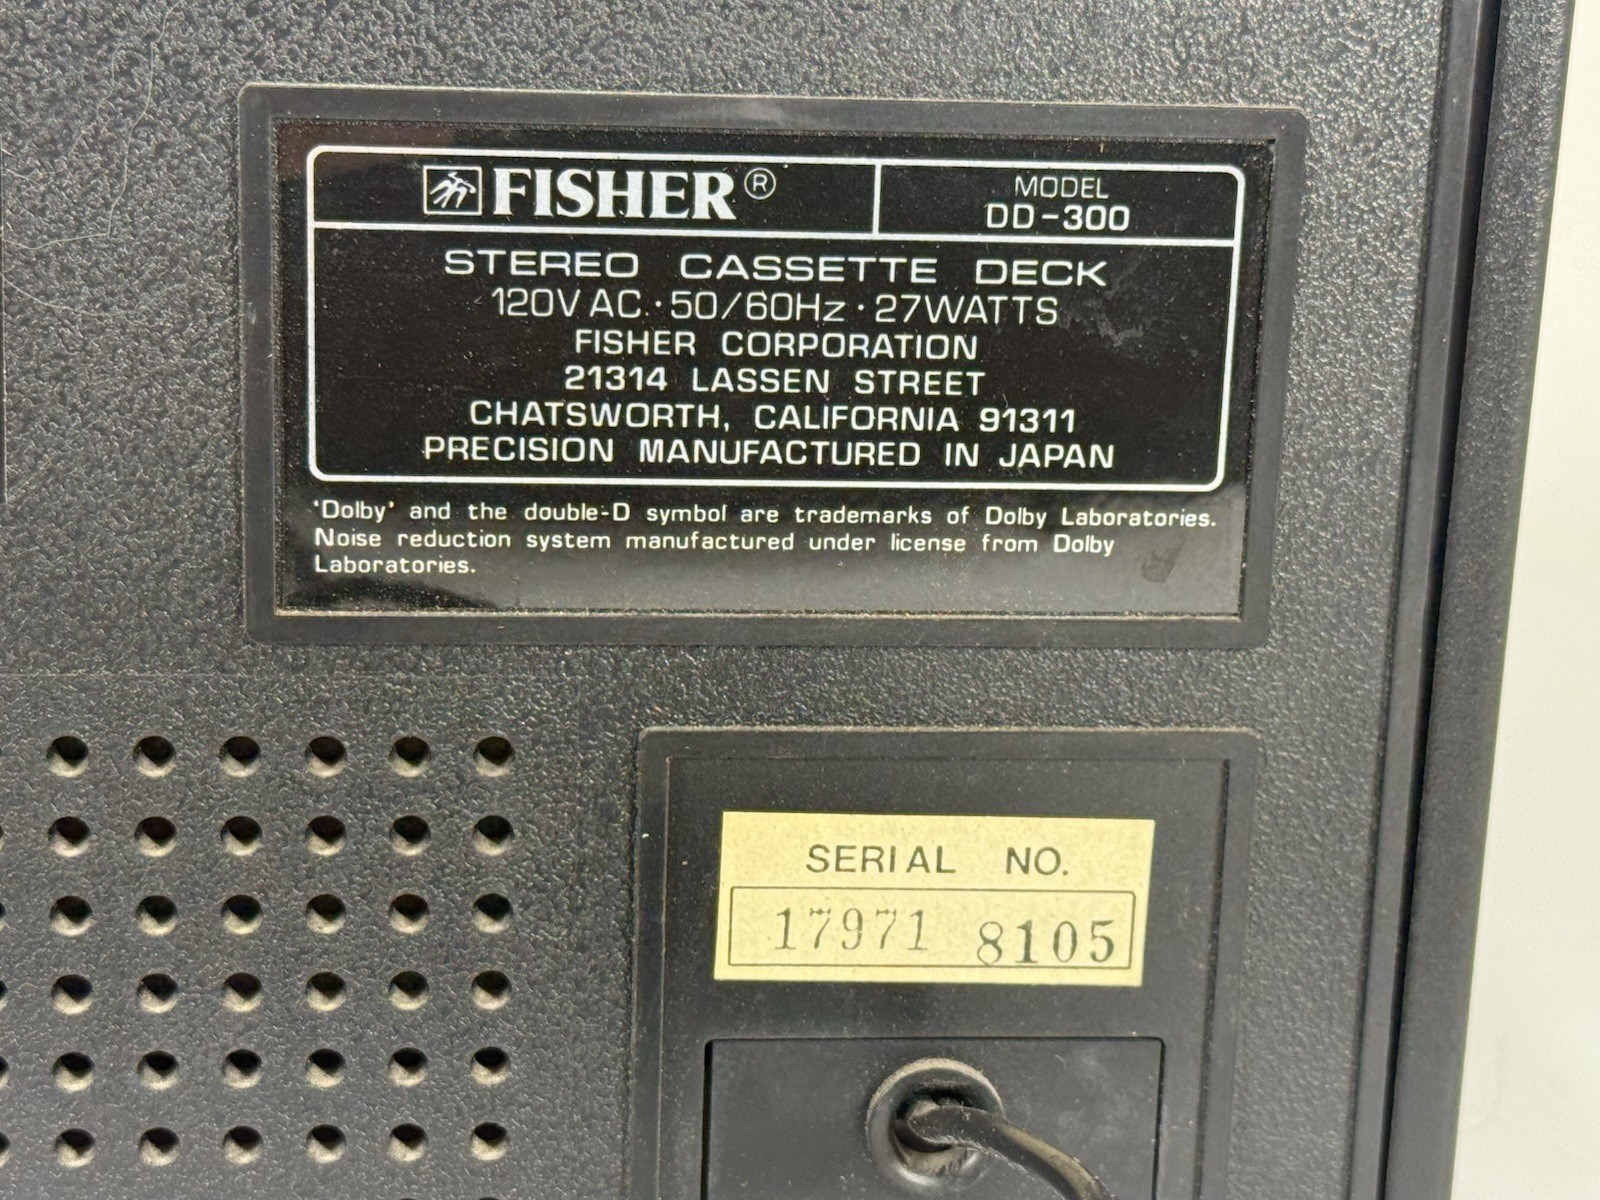 FISHER®
MODEL
DD-300
STEREO CASSETTE DECK
120V AC. · 50/60Hz · 27WATTS
FISHER CORPORATION
21314 LASSEN STREET
CHATSWORTH, CALIFORNIA 91311
PRECISION MANUFACTURED IN JAPAN
'Dolby' and the double-D symbol are trademarks of Dolby Laboratories.
Noise reduction system manufactured under license from Dolby
Laboratories.
SERIAL NO.
17971 8105